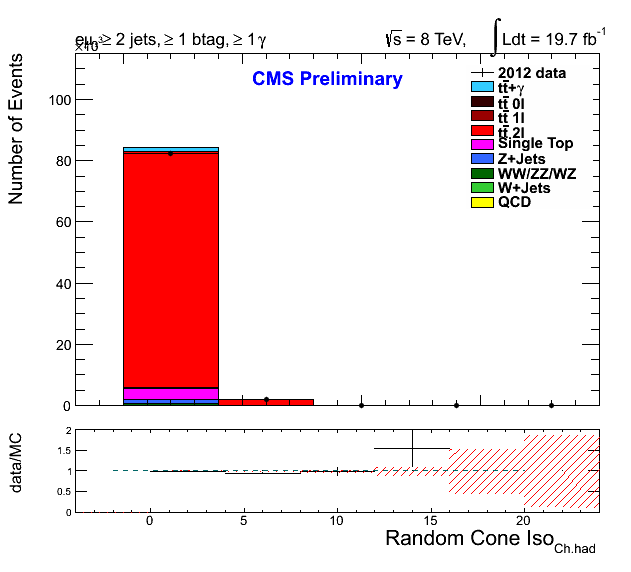 ×10³
eμ, ≥ 2 jets, ≥ 1 btag, ≥ 1 γ
√s = 8 TeV, ∫ Ldt = 19.7 fb⁻¹
CMS Preliminary
2012 data
tt̄+γ
tt̄ 0l
tt̄ 1l
tt̄ 2l
Single Top
Z+Jets
WW/ZZ/WZ
W+Jets
QCD
Number of Events
100
80
60
40
20
0
data/MC
2
1.5
1
0.5
0
0 5 10 15 20
Random Cone Iso Ch.had